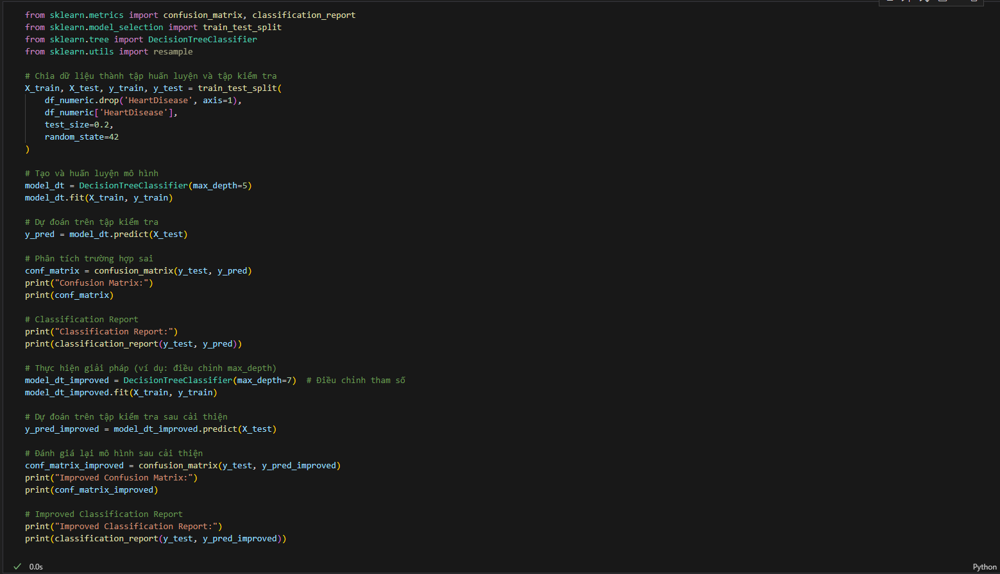 from sklearn.metrics import confusion_matrix, classification_report
from sklearn.model_selection import train_test_split
from sklearn.tree import DecisionTreeClassifier
from sklearn.utils import resample

# Chia dữ liệu thành tập huấn luyện và tập kiểm tra
X_train, X_test, y_train, y_test = train_test_split(
    df_numeric.drop('HeartDisease', axis=1),
    df_numeric['HeartDisease'],
    test_size=0.2,
    random_state=42
)

# Tạo và huấn luyện mô hình
model_dt = DecisionTreeClassifier(max_depth=5)
model_dt.fit(X_train, y_train)

# Dự đoán trên tập kiểm tra
y_pred = model_dt.predict(X_test)

# Phân tích trường hợp sai
conf_matrix = confusion_matrix(y_test, y_pred)
print("Confusion Matrix:")
print(conf_matrix)

# Classification Report
print("Classification Report:")
print(classification_report(y_test, y_pred))

# Thực hiện giải pháp (ví dụ: điều chỉnh max_depth)
model_dt_improved = DecisionTreeClassifier(max_depth=7)  # Điều chỉnh tham số
model_dt_improved.fit(X_train, y_train)

# Dự đoán trên tập kiểm tra sau cải thiện
y_pred_improved = model_dt_improved.predict(X_test)

# Đánh giá lại mô hình sau cải thiện
conf_matrix_improved = confusion_matrix(y_test, y_pred_improved)
print("Improved Confusion Matrix:")
print(conf_matrix_improved)

# Improved Classification Report
print("Improved Classification Report:")
print(classification_report(y_test, y_pred_improved))
0.0s
Python